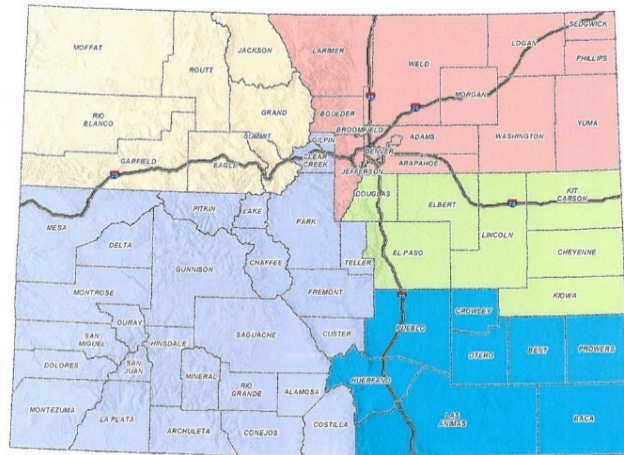 MOFFAT
ROUTT
JACKSON
LARIMER
WELD
LOGAN
SEDGWICK
PHILLIPS
MORGAN
RIO
BLANCO
GRAND
BOULDER
BROOMFIELD
GILPIN
SUMMIT
CLEAR
CREEK
DENVER
ADAMS
WASHINGTON
YUMA
GARFIELD
EAGLE
JEFFERSON
ARAPAHOE
DOUGLAS
ELBERT
KIT
CARSON
MESA
PITKIN
LAKE
PARK
LINCOLN
DELTA
GUNNISON
CHAFFEE
TELLER
EL PASO
CHEYENNE
MONTROSE
FREMONT
KIOWA
OURAY
SAN
MIGUEL
HINSDALE
SAGUACHE
CUSTER
PUEBLO
CROWLEY
OTERO
BENT
PROWERS
DOLORES
SAN
JUAN
MINERAL
RIO
GRANDE
ALAMOSA
HUERFANO
MONTEZUMA
LA PLATA
ARCHULETA
CONEJOS
COSTILLA
LAS
ANIMAS
BACA